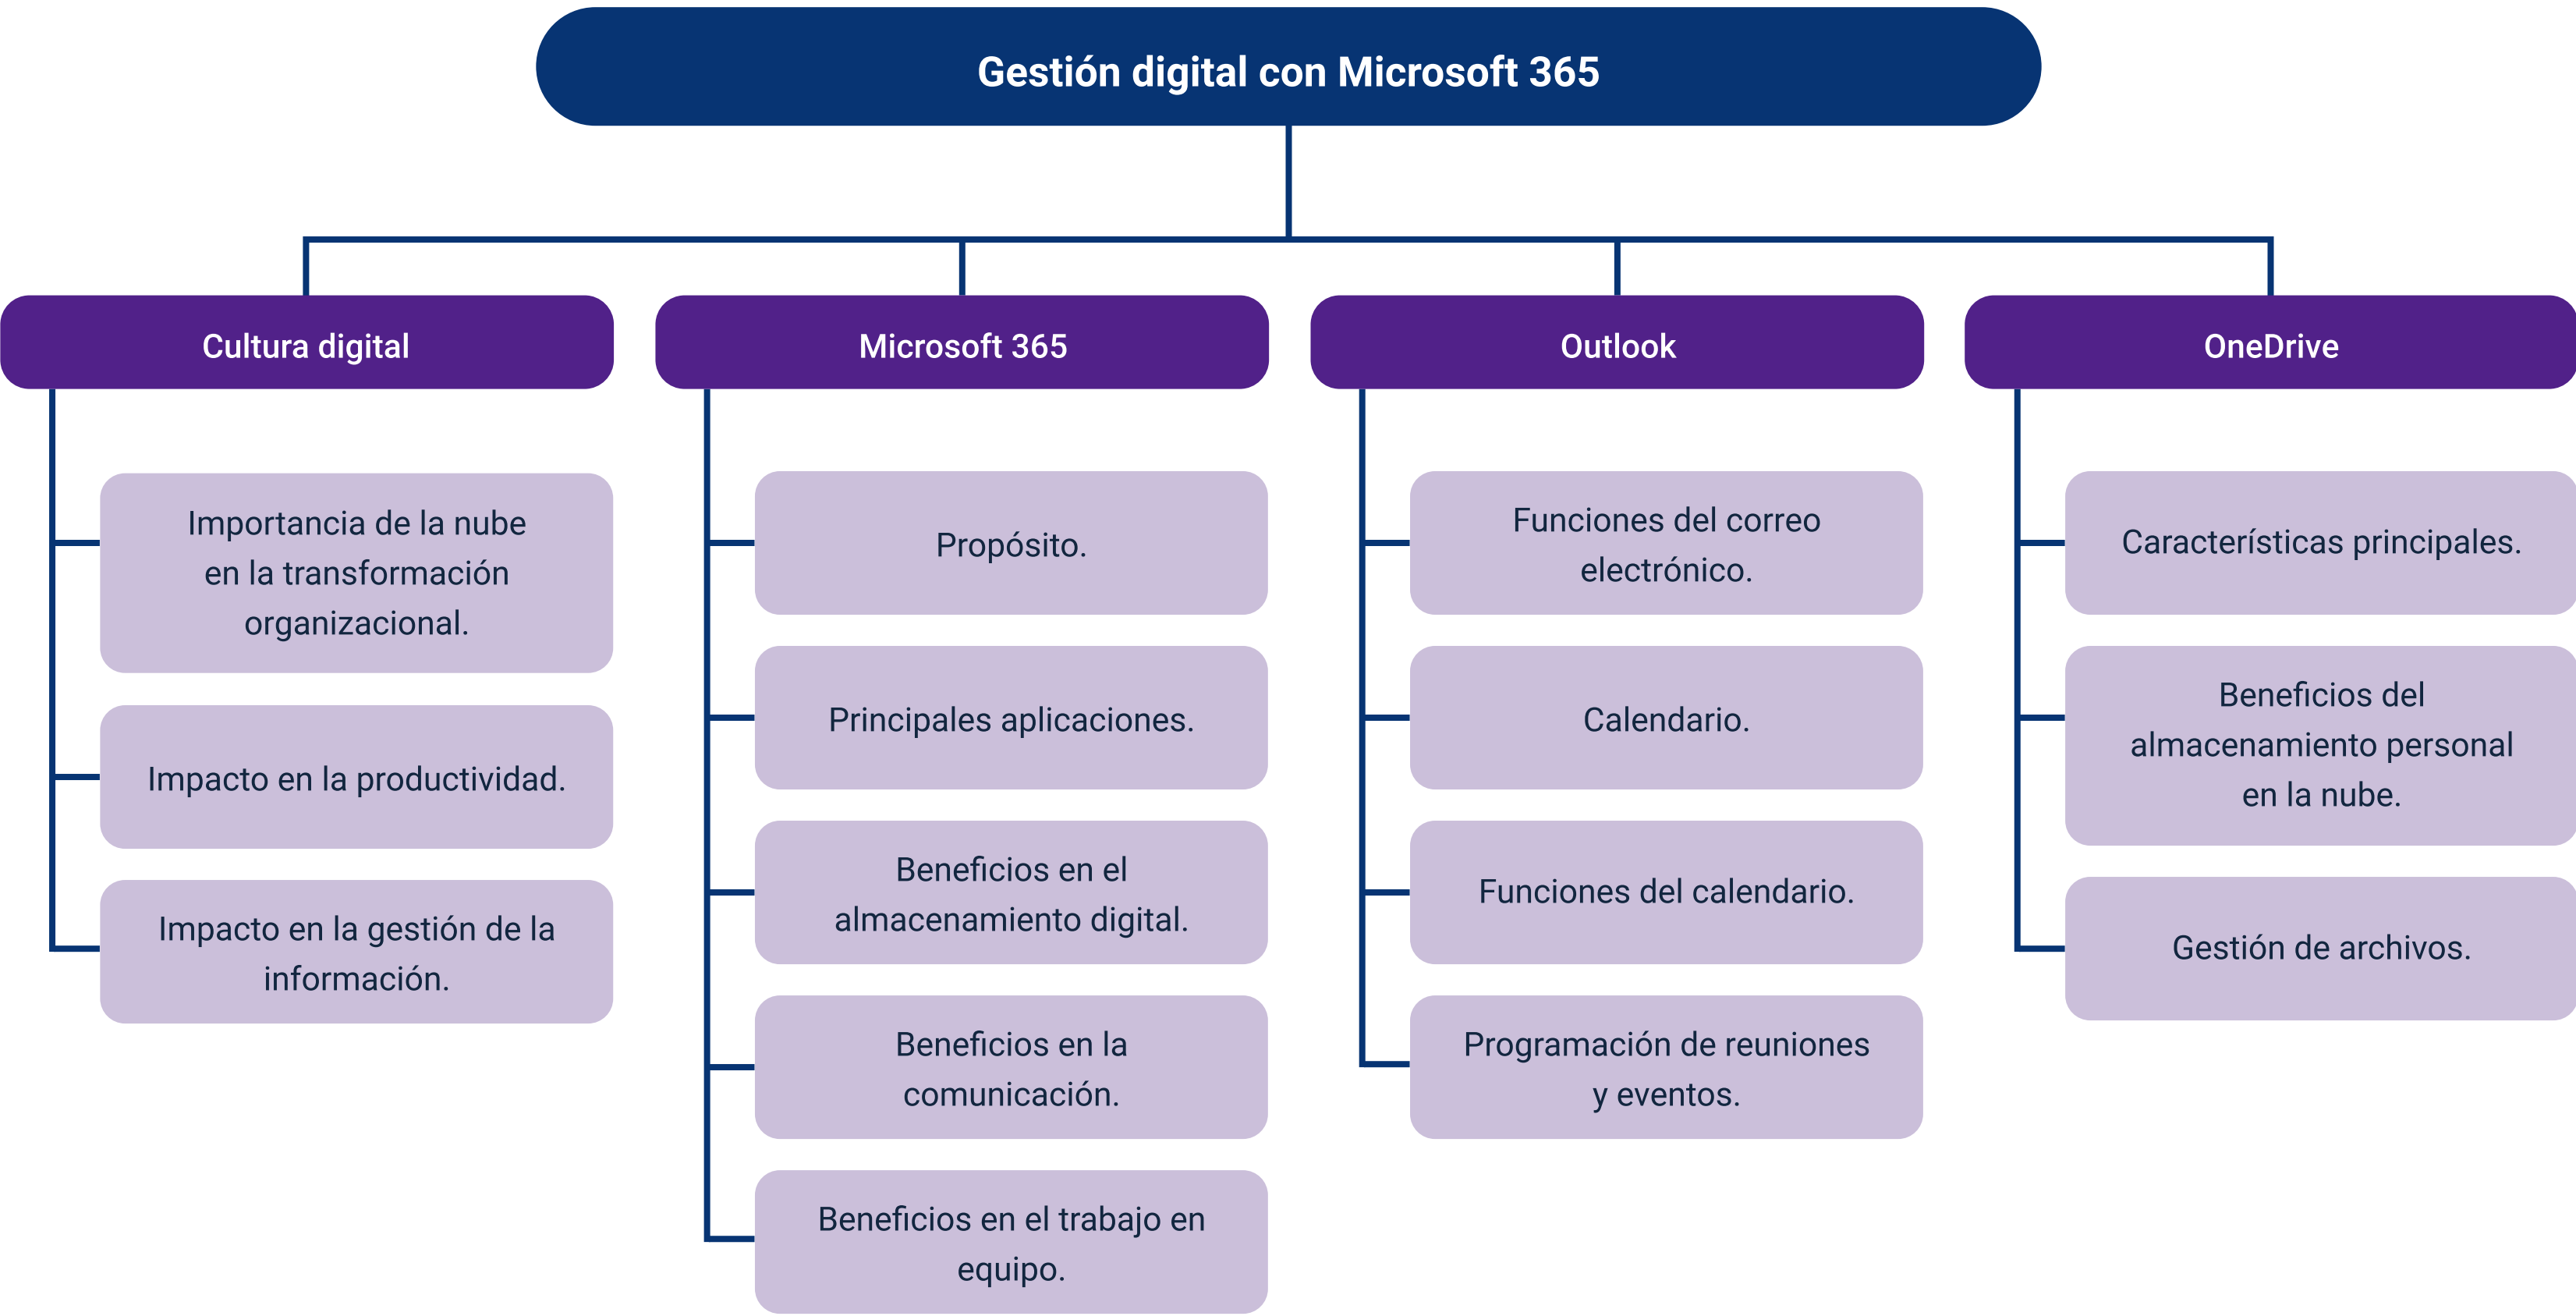 Gestión digital con Microsoft 365
Cultura digital
Importancia de la nube
en la transformación
organizacional.
Impacto en la productividad.
Impacto en la gestión de la
información.
Microsoft 365
Propósito.
Principales aplicaciones.
Beneficios en el
almacenamiento digital.
Beneficios en la
comunicación.
Beneficios en el trabajo en
equipo.
Outlook
Funciones del correo
electrónico.
Calendario.
Funciones del calendario.
Programación de reuniones
y eventos.
OneDrive
Características principales.
Beneficios del
almacenamiento personal
en la nube.
Gestión de archivos.